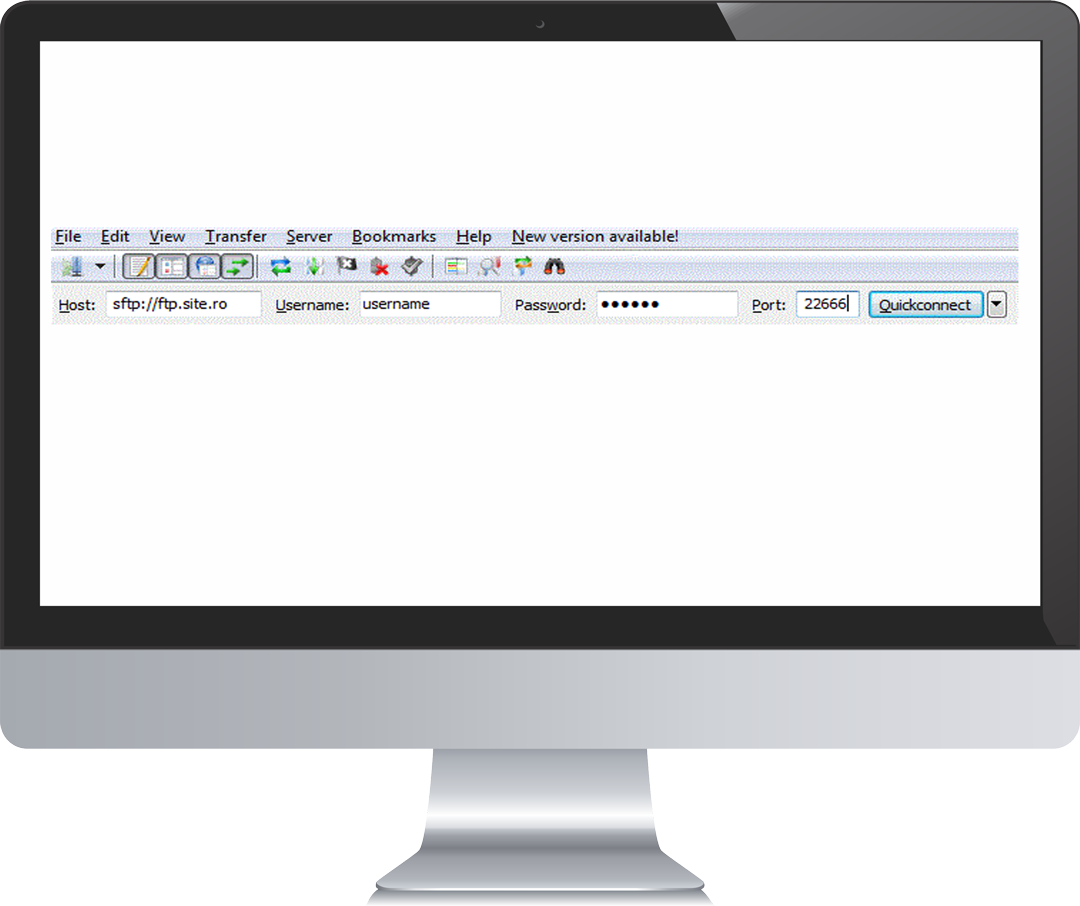 File Edit View Transfer Server Bookmarks Help New version available!
Host: sftp://ftp.site.ro Username: username Password: ●●●●●● Port: 22666 Quickconnect